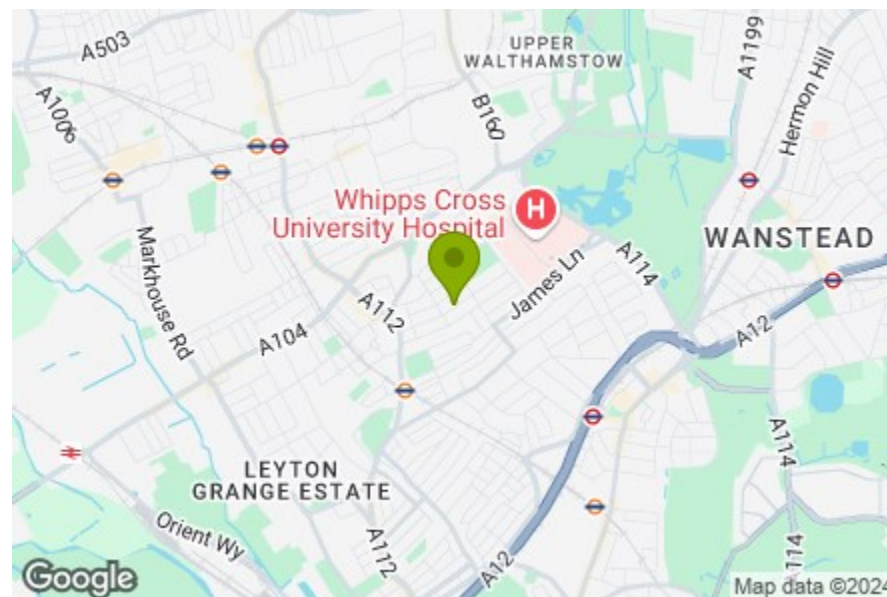 A503
UPPER
WALTHAMSTOW
A1199
Hermon Hill
A1006
B160
Whipps Cross
University Hospital
H
WANSTEAD
Markhouse Rd
A112
James Ln
A114
A104
A12
A114
LEYTON
GRANGE ESTATE
Orient Wy
A112
A12
A114
Google
Map data ©2024